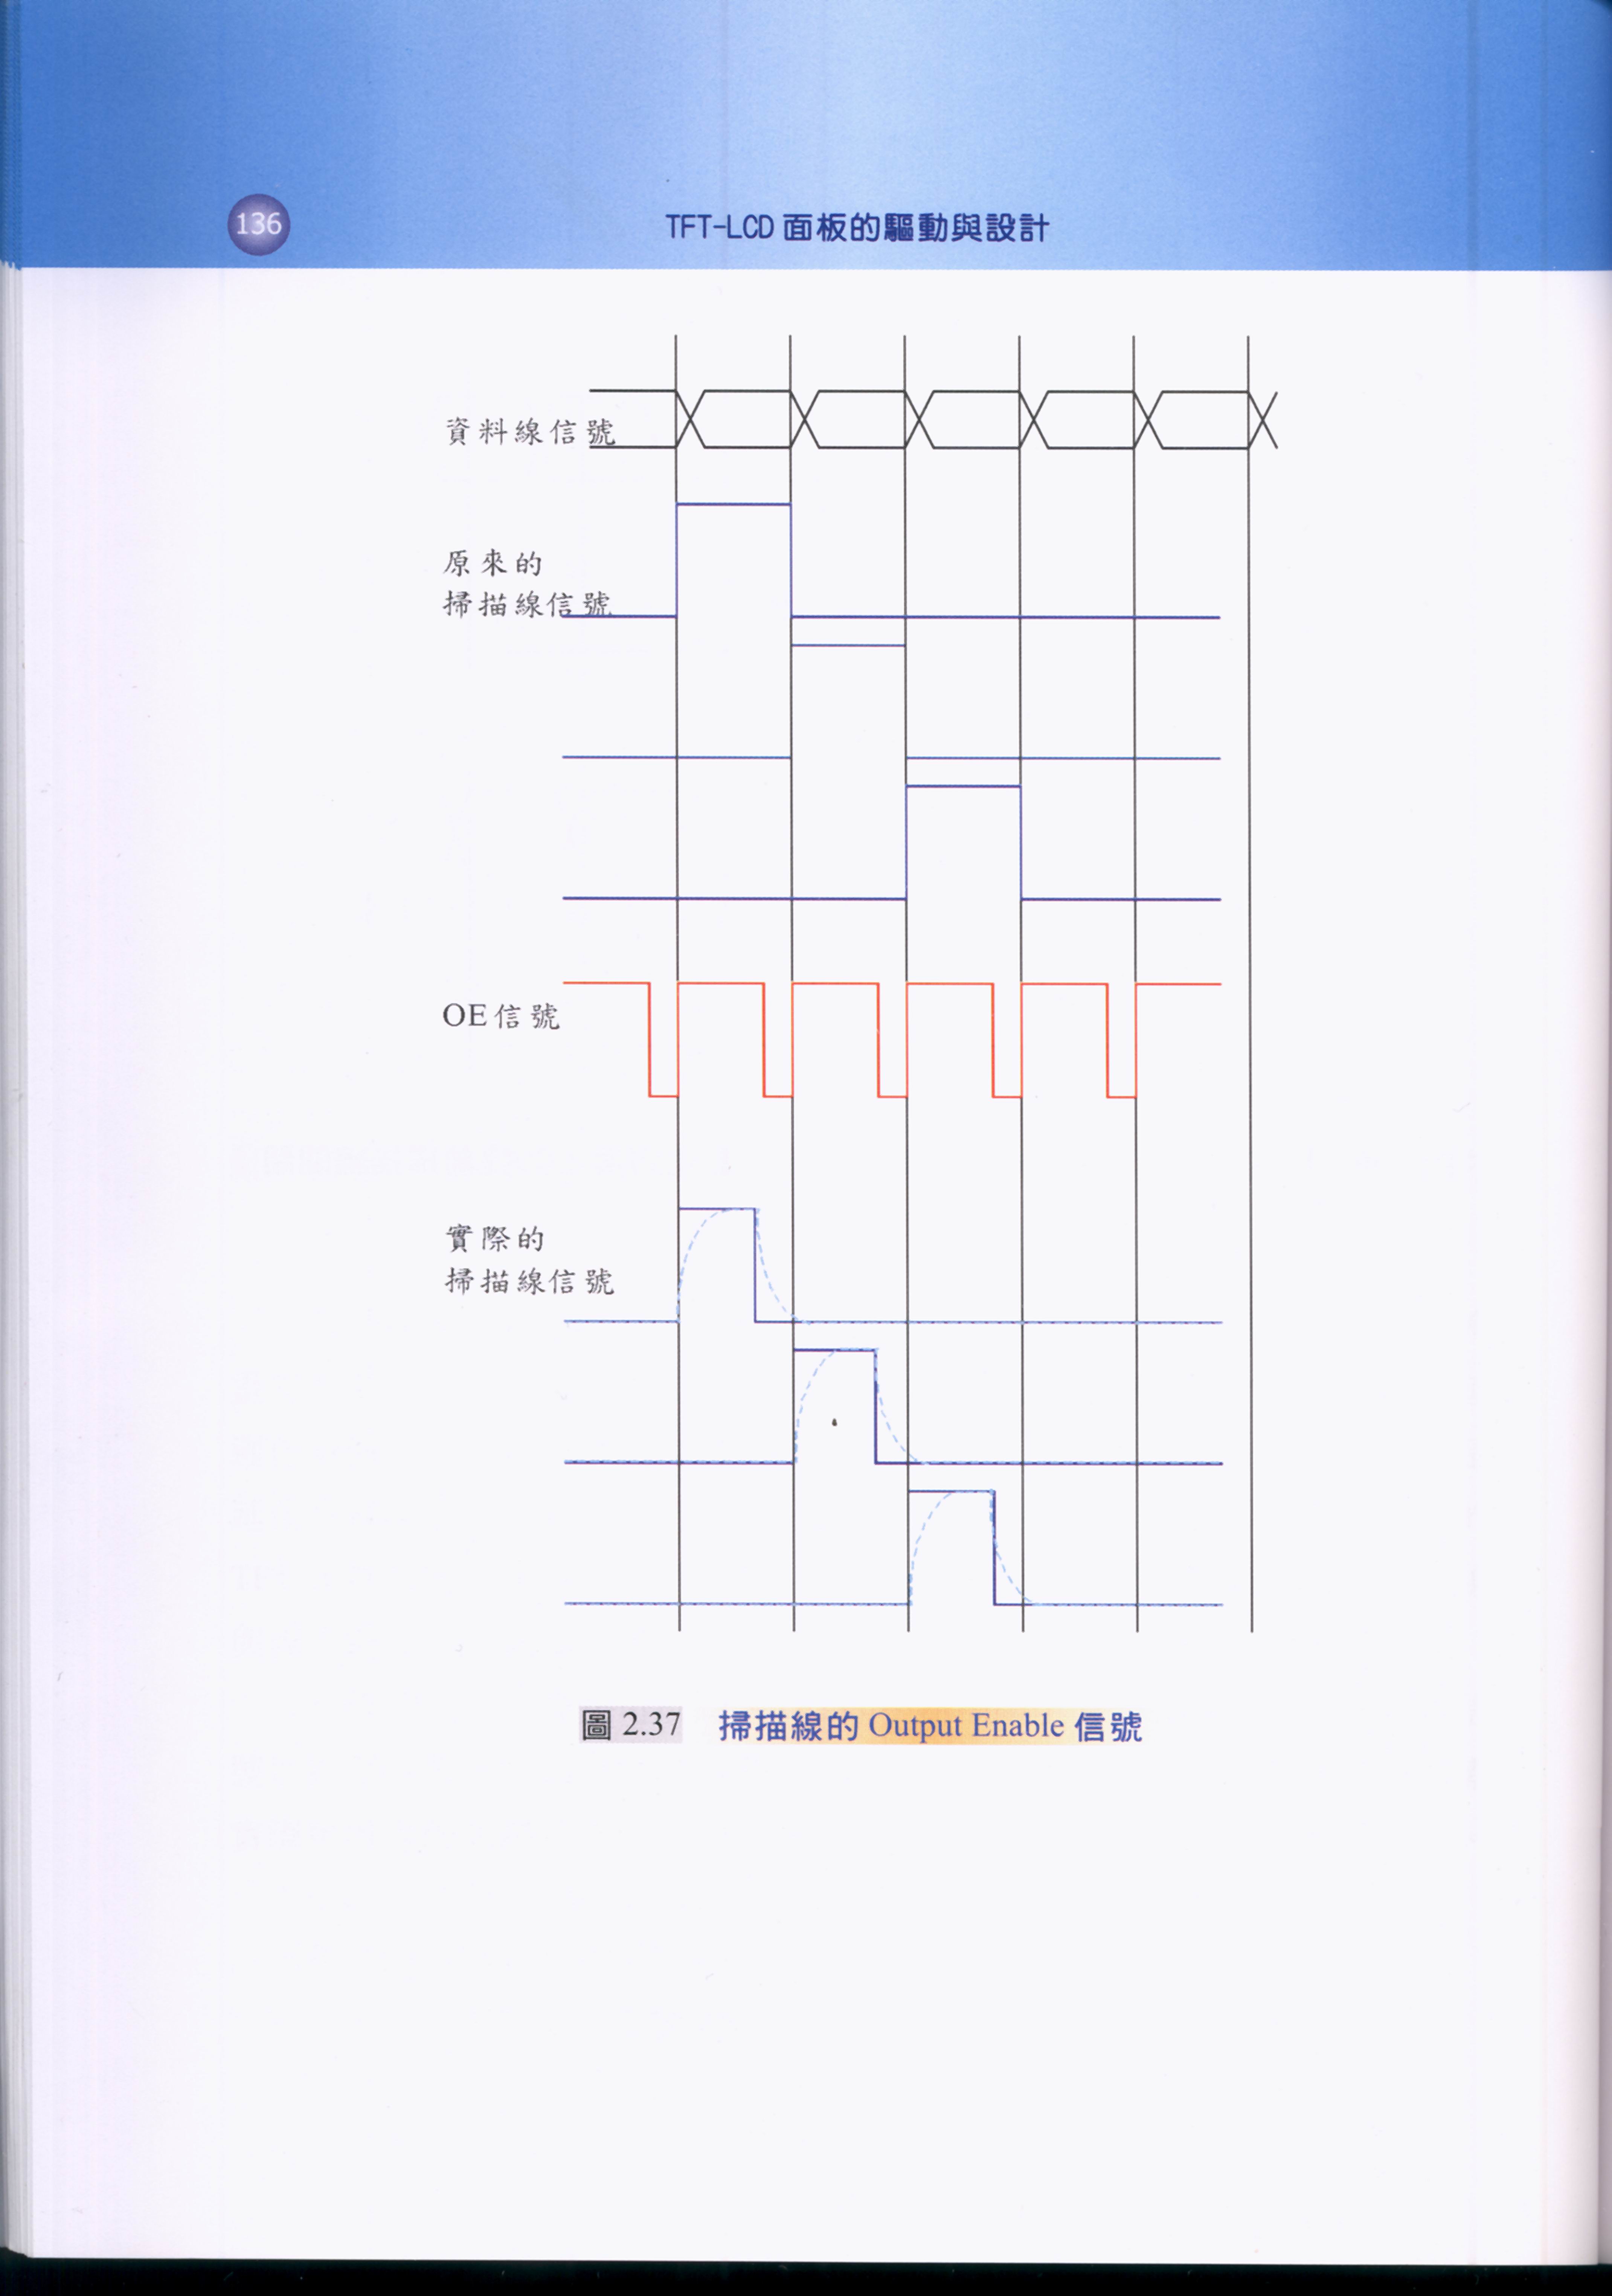 136
TFT-LCD 面板的驅動與設計
資料線信號
原來的
掃描線信號
OE信號
實際的
掃描線信號
圖 2.37 掃描線的 Output Enable 信號